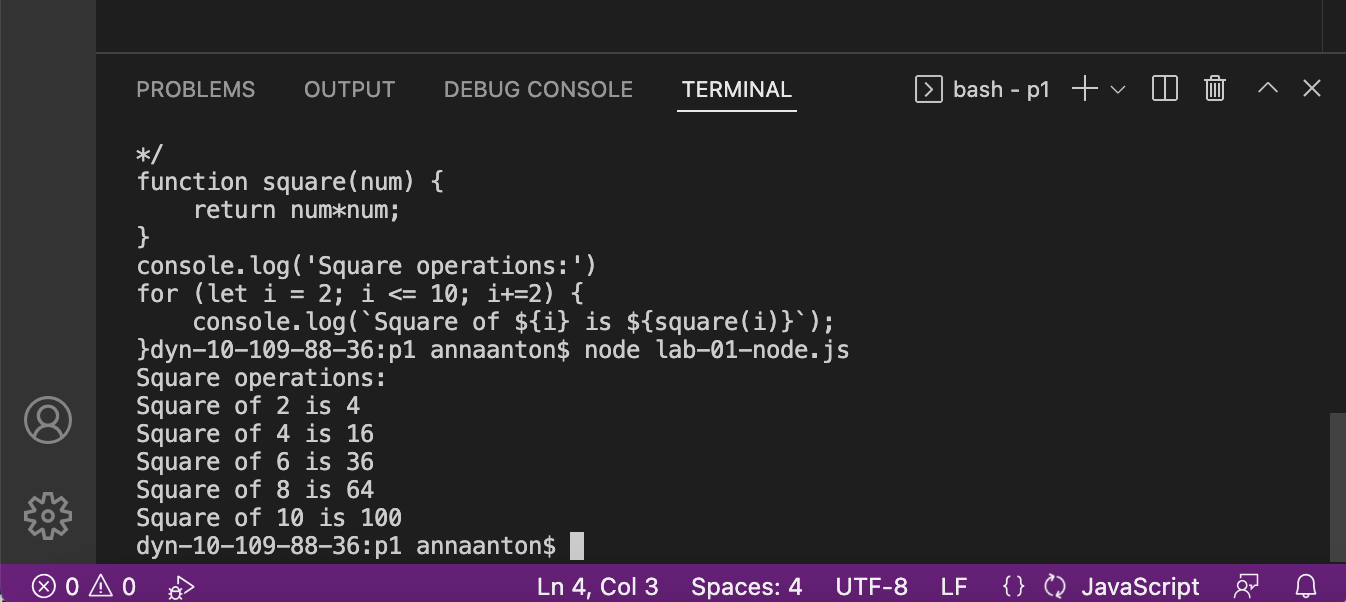 PROBLEMS OUTPUT DEBUG CONSOLE TERMINAL bash - p1
*/
function square(num) {
    return num*num;
}
console.log('Square operations:')
for (let i = 2; i <= 10; i+=2) {
    console.log(`Square of ${i} is ${square(i)}`);
}dyn-10-109-88-36:p1 annaanton$ node lab-01-node.js
Square operations:
Square of 2 is 4
Square of 4 is 16
Square of 6 is 36
Square of 8 is 64
Square of 10 is 100
dyn-10-109-88-36:p1 annaanton$
0 0 Ln 4, Col 3 Spaces: 4 UTF-8 LF {} JavaScript